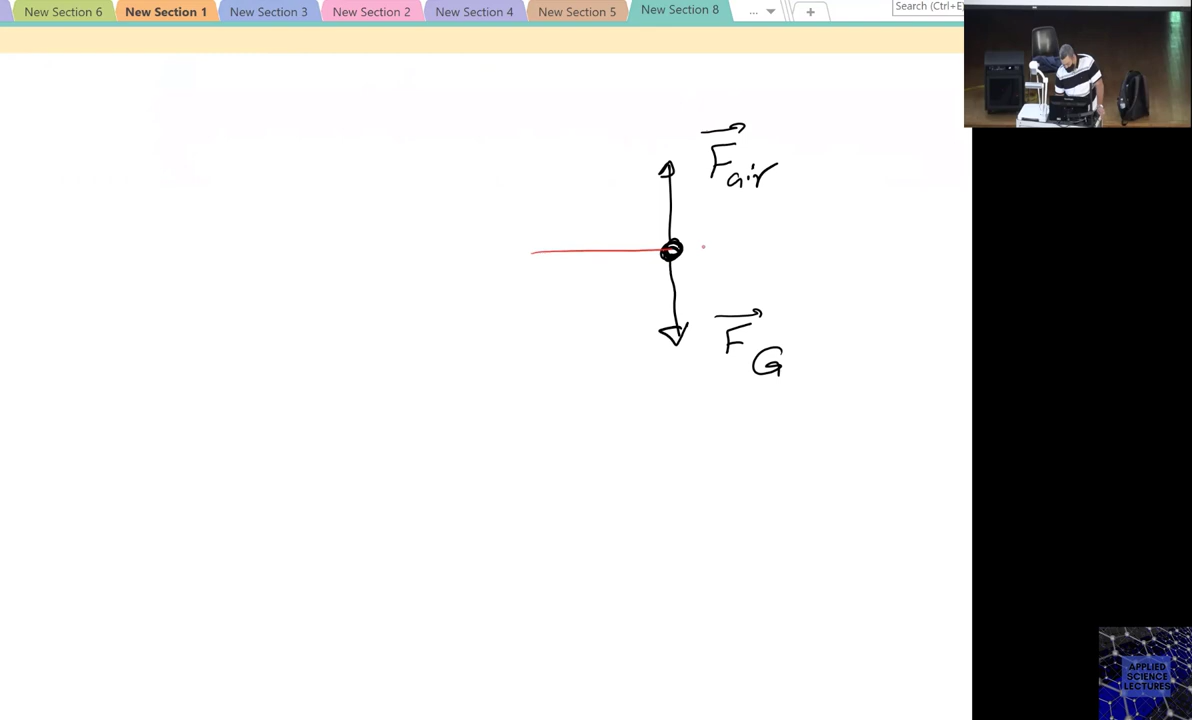 New Section 6
New Section 1
New Section 3
New Section 2
New Section 4
New Section 5
New Section 8
...
+
Search (Ctrl+E)
F air
F G
APPLIED
SCIENCE
LECTURES